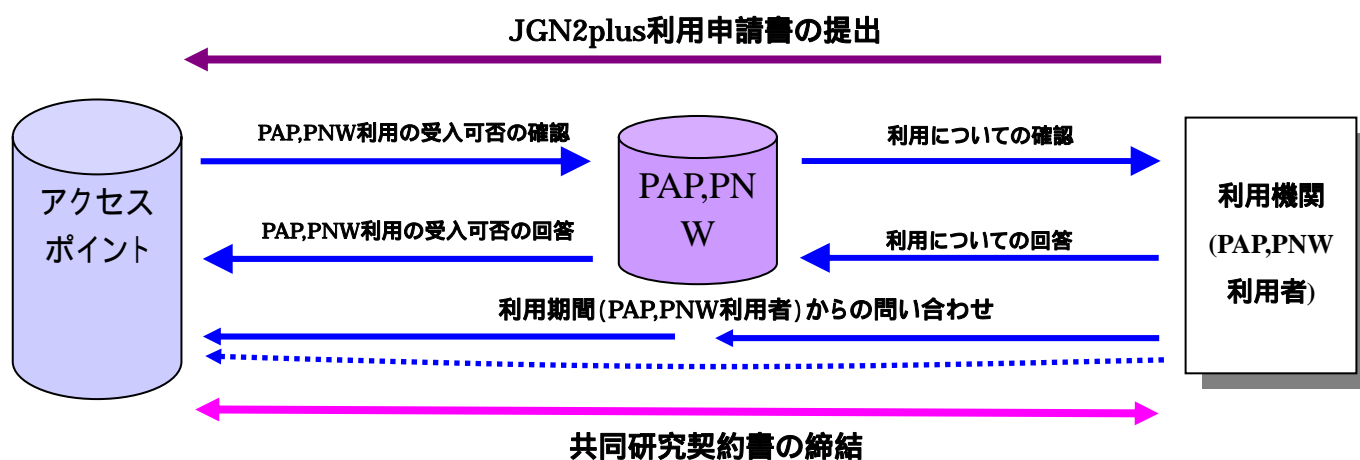 JGN2plus利用申請書の提出
PAP,PNW利用の受入可否の確認
利用についての確認
アクセス
ポイント
PAP,PN
W
利用機関
(PAP,PNW
利用者)
PAP,PNW利用の受入可否の回答
利用についての回答
利用期間(PAP,PNW利用者)からの問い合わせ
共同研究契約書の締結